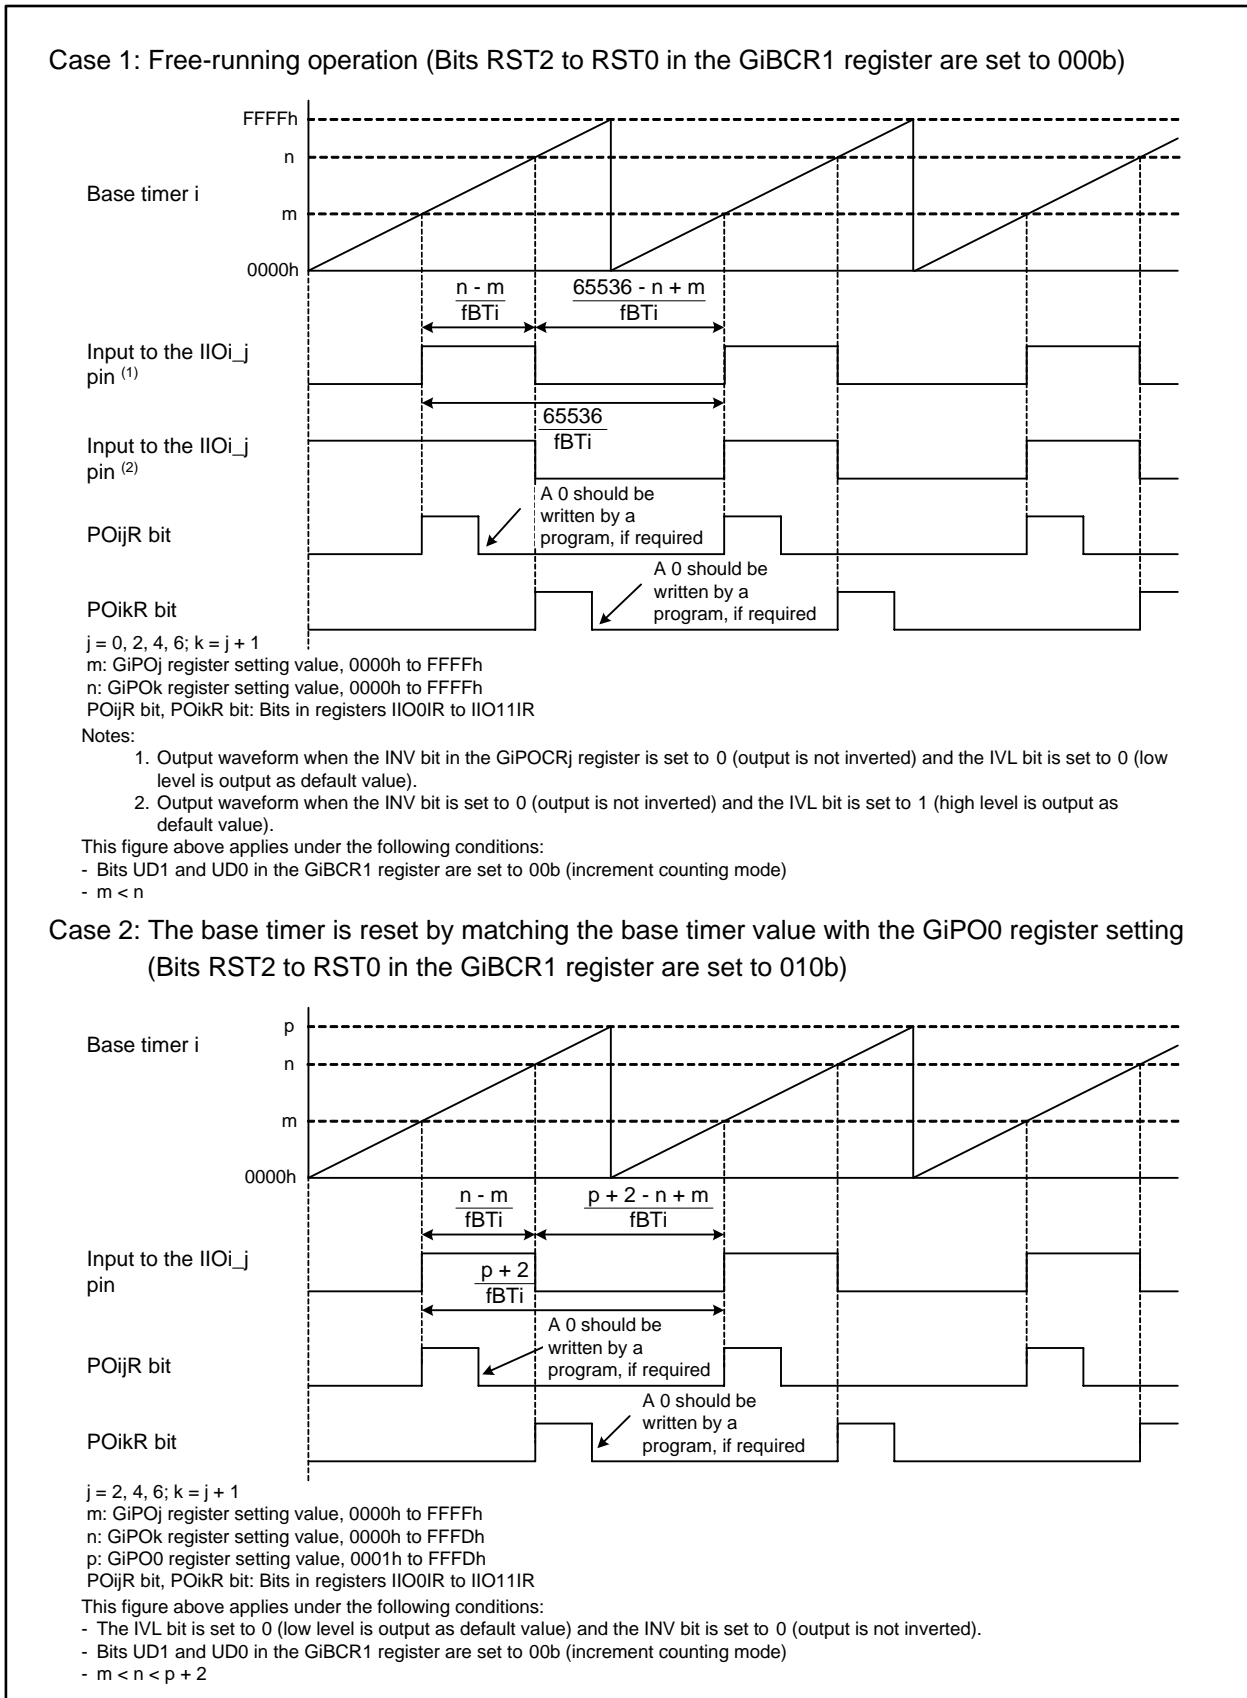 Case 1: Free-running operation (Bits RST2 to RST0 in the GiBCR1 register are set to 000b)
FFFFh
n
Base timer i
m
0000h
n - m
fBTi
65536 - n + m
fBTi
Input to the IIOi_j
pin (1)
65536
fBTi
Input to the IIOi_j
pin (2)
A 0 should be
written by a
program, if required
POijR bit
A 0 should be
written by a
program, if required
POikR bit
j = 0, 2, 4, 6; k = j + 1
m: GiPOj register setting value, 0000h to FFFFh
n: GiPOk register setting value, 0000h to FFFFh
POijR bit, POikR bit: Bits in registers IIO0IR to IIO11IR
Notes:
1. Output waveform when the INV bit in the GiPOCRj register is set to 0 (output is not inverted) and the IVL bit is set to 0 (low
level is output as default value).
2. Output waveform when the INV bit is set to 0 (output is not inverted) and the IVL bit is set to 1 (high level is output as
default value).
This figure above applies under the following conditions:
- Bits UD1 and UD0 in the GiBCR1 register are set to 00b (increment counting mode)
- m < n
Case 2: The base timer is reset by matching the base timer value with the GiPO0 register setting
(Bits RST2 to RST0 in the GiBCR1 register are set to 010b)
p
Base timer i
n
m
0000h
n - m
fBTi
p + 2 - n + m
fBTi
Input to the IIOi_j
pin
p + 2
fBTi
A 0 should be
written by a
program, if required
POijR bit
A 0 should be
written by a
program, if required
POikR bit
j = 2, 4, 6; k = j + 1
m: GiPOj register setting value, 0000h to FFFFh
n: GiPOk register setting value, 0000h to FFFDh
p: GiPO0 register setting value, 0001h to FFFDh
POijR bit, POikR bit: Bits in registers IIO0IR to IIO11IR
This figure above applies under the following conditions:
- The IVL bit is set to 0 (low level is output as default value) and the INV bit is set to 0 (output is not inverted).
- Bits UD1 and UD0 in the GiBCR1 register are set to 00b (increment counting mode)
- m < n < p + 2